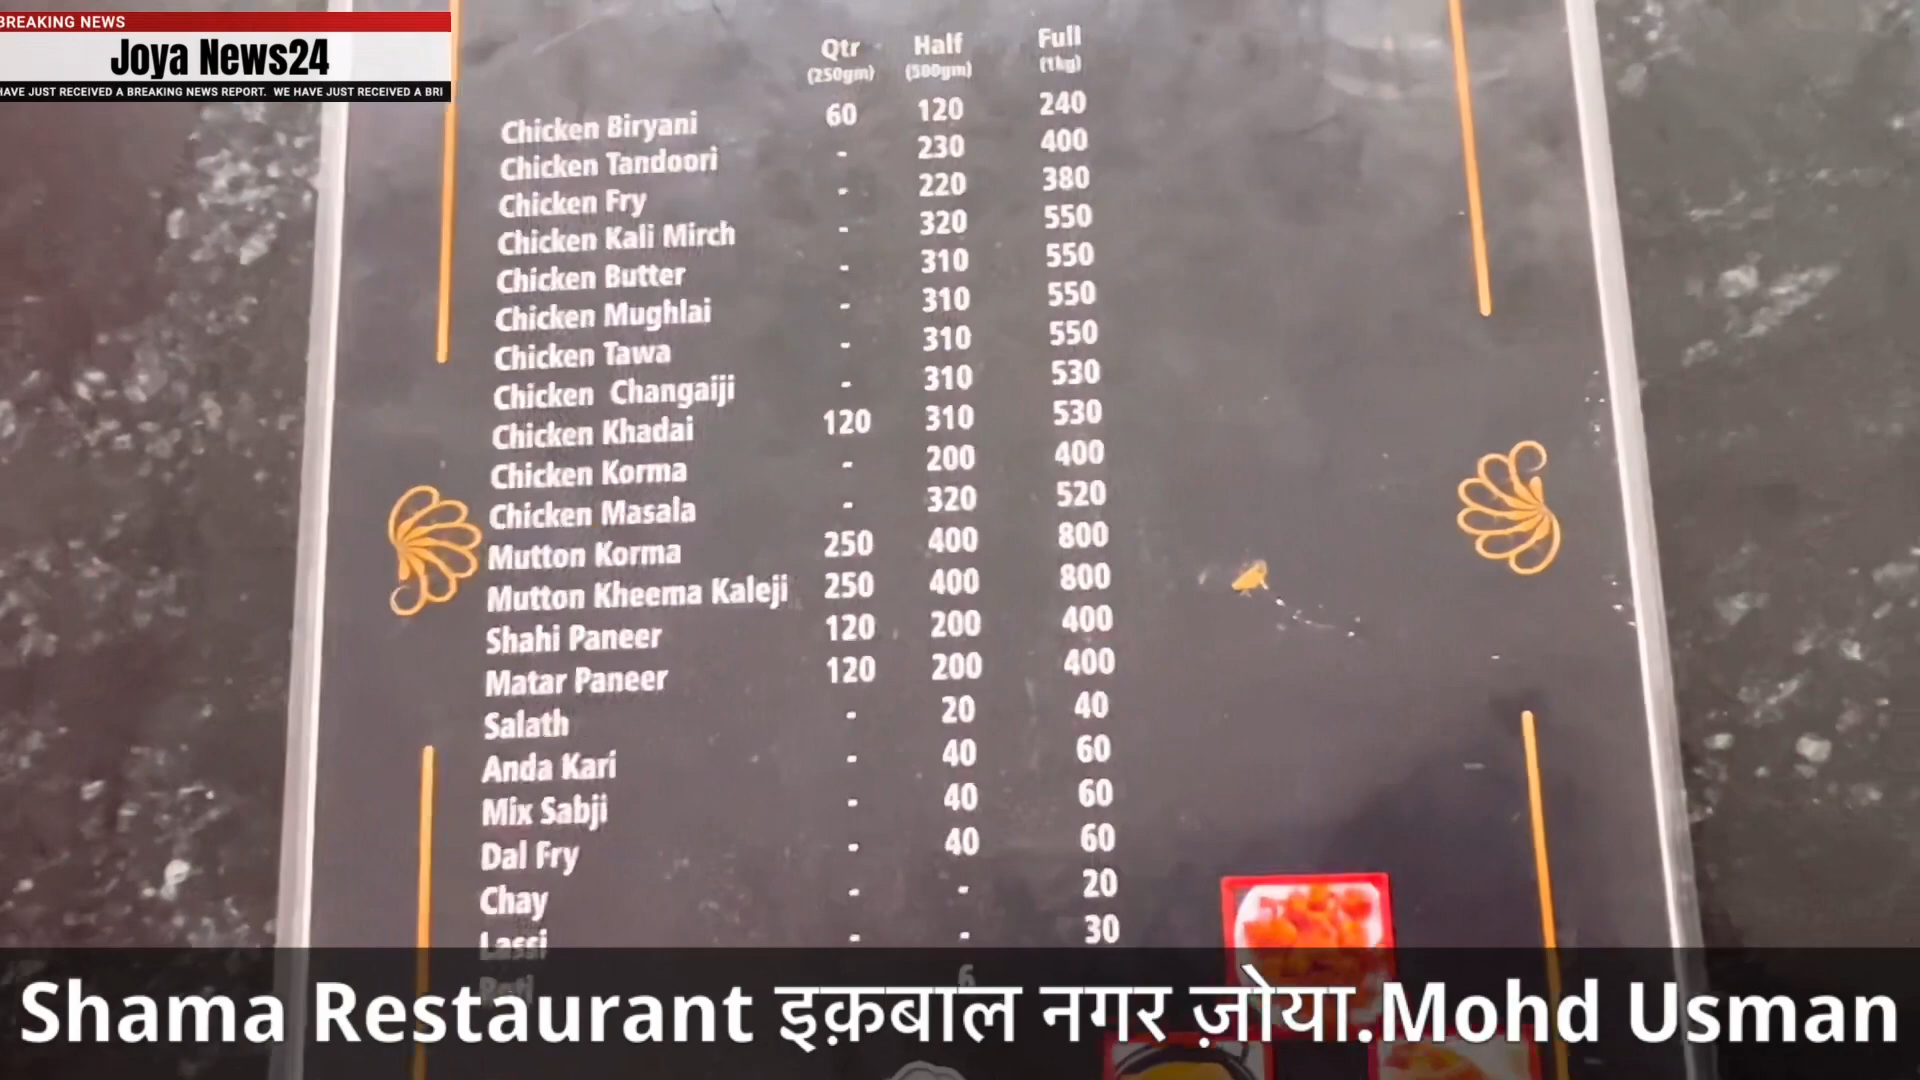 BREAKING NEWS
Joya News24
HAVE JUST RECEIVED A BREAKING NEWS REPORT. WE HAVE JUST RECEIVED A BRE
Qtr Half Full
(250gm) (500gm) (1kg)
Chicken Biryani 60 120 240
Chicken Tandoori - 230 400
Chicken Fry - 220 380
Chicken Kali Mirch - 320 550
Chicken Butter - 310 550
Chicken Mughlai - 310 550
Chicken Tawa - 310 550
Chicken Changaiji - 310 530
Chicken Khadai 120 310 530
Chicken Korma - 200 400
Chicken Masala - 320 520
Mutton Korma 250 400 800
Mutton Kheema Kaleji 250 400 800
Shahi Paneer 120 200 400
Matar Paneer 120 200 400
Salath - 20 40
Anda Kari - 40 60
Mix Sabji - 40 60
Dal Fry - 40 60
Chay - - 20
Lassi - - 30
6
Shama Restaurant इक़बाल नगर ज़ोया.Mohd Usman